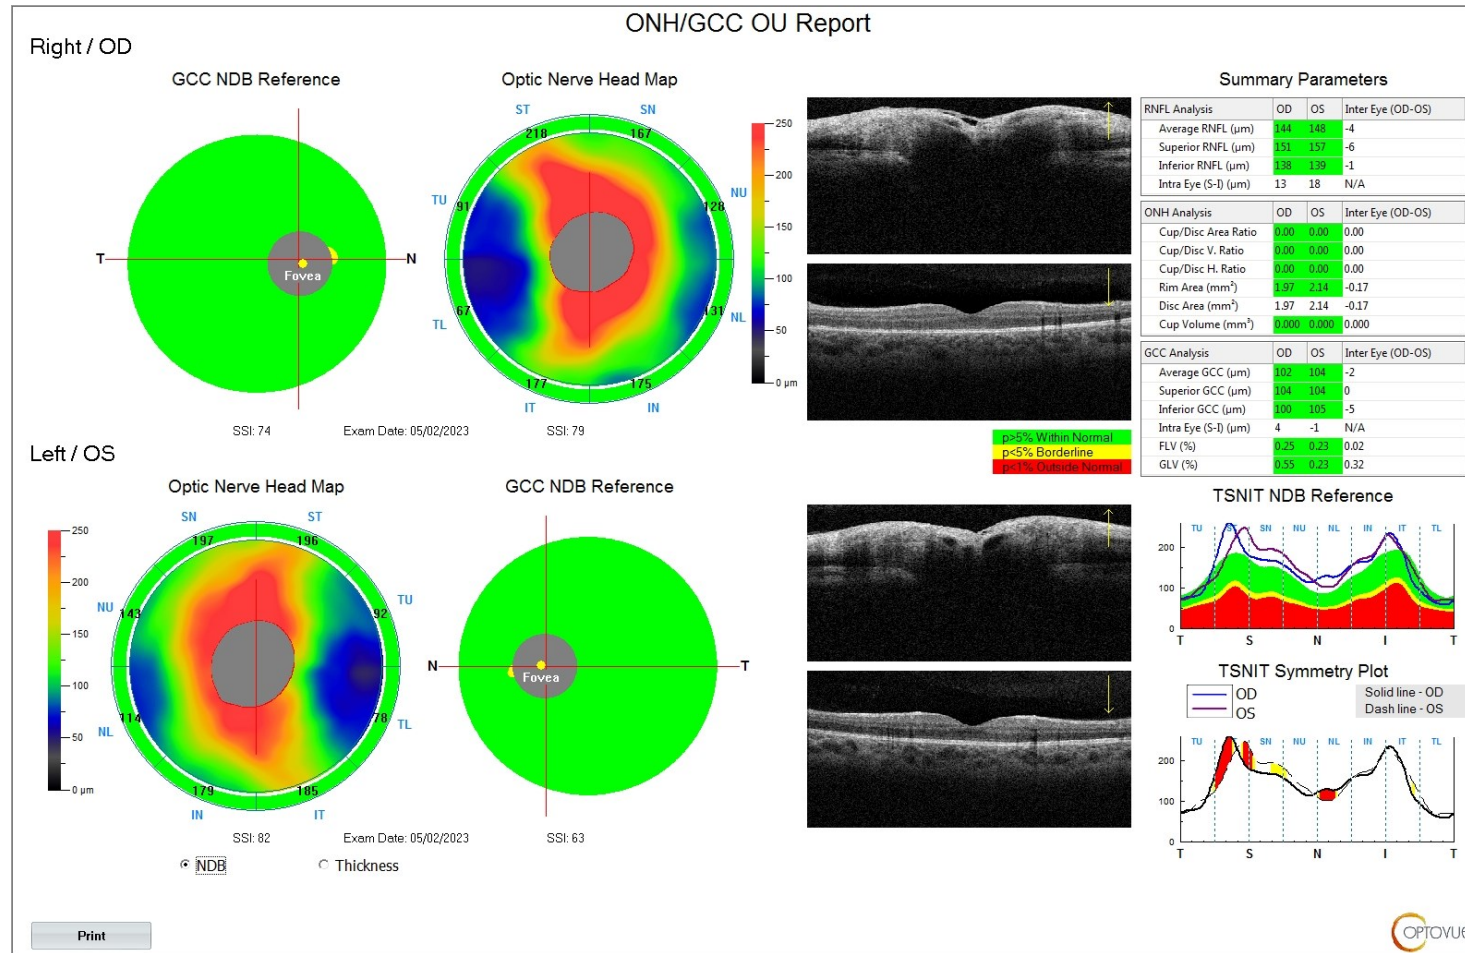 ONH/GCC OU Report
Right / OD
GCC NDB Reference
Optic Nerve Head Map
ST
SN
218
167
TU
91
NU
128
T
N
Fovea
TL
67
NL
131
177
175
IT
IN
250
200
150
100
50
0 µm
SSI: 74
Exam Date: 05/02/2023
SSI: 79
Summary Parameters
RNFL Analysis OD OS Inter Eye (OD-OS)
Average RNFL (µm) 144 148 -4
Superior RNFL (µm) 151 157 -6
Inferior RNFL (µm) 138 139 -1
Intra Eye (S-I) (µm) 13 18 N/A
ONH Analysis OD OS Inter Eye (OD-OS)
Cup/Disc Area Ratio 0.00 0.00 0.00
Cup/Disc V. Ratio 0.00 0.00 0.00
Cup/Disc H. Ratio 0.00 0.00 0.00
Rim Area (mm²) 1.97 2.14 -0.17
Disc Area (mm²) 1.97 2.14 -0.17
Cup Volume (mm³) 0.000 0.000 0.000
GCC Analysis OD OS Inter Eye (OD-OS)
Average GCC (µm) 102 104 -2
Superior GCC (µm) 104 104 0
Inferior GCC (µm) 100 105 -5
Intra Eye (S-I) (µm) 4 -1 N/A
FLV (%) 0.25 0.23 0.02
GLV (%) 0.55 0.23 0.32
p>5% Within Normal
p<5% Borderline
p<1% Outside Normal
Left / OS
Optic Nerve Head Map
GCC NDB Reference
250
200
150
100
50
0 µm
SN
ST
197
196
NU
143
TU
92
NL
114
TL
78
179
185
IN
IT
N
T
Fovea
SSI: 82
Exam Date: 05/02/2023
SSI: 63
NDB
Thickness
TSNIT NDB Reference
TU ST SN NU NL IN IT TL
200
100
0
T S N I T
TSNIT Symmetry Plot
OD
OS
Solid line - OD
Dash line - OS
TU SN NU NL IN IT TL
200
100
0
T S N I T
Print
OPTOVUE